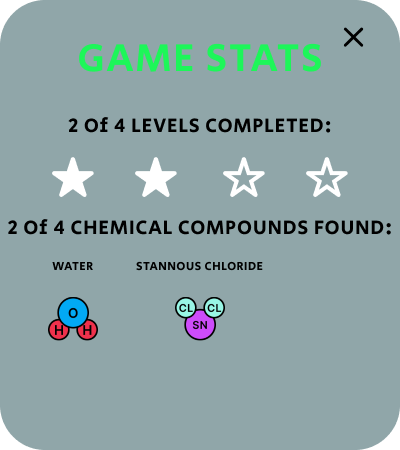 GAME STATS
2 Of 4 LEVELS COMPLETED:
2 Of 4 CHEMICAL COMPOUNDS FOUND:
WATER STANNOUS CHLORIDE
O CL CL
H H SN